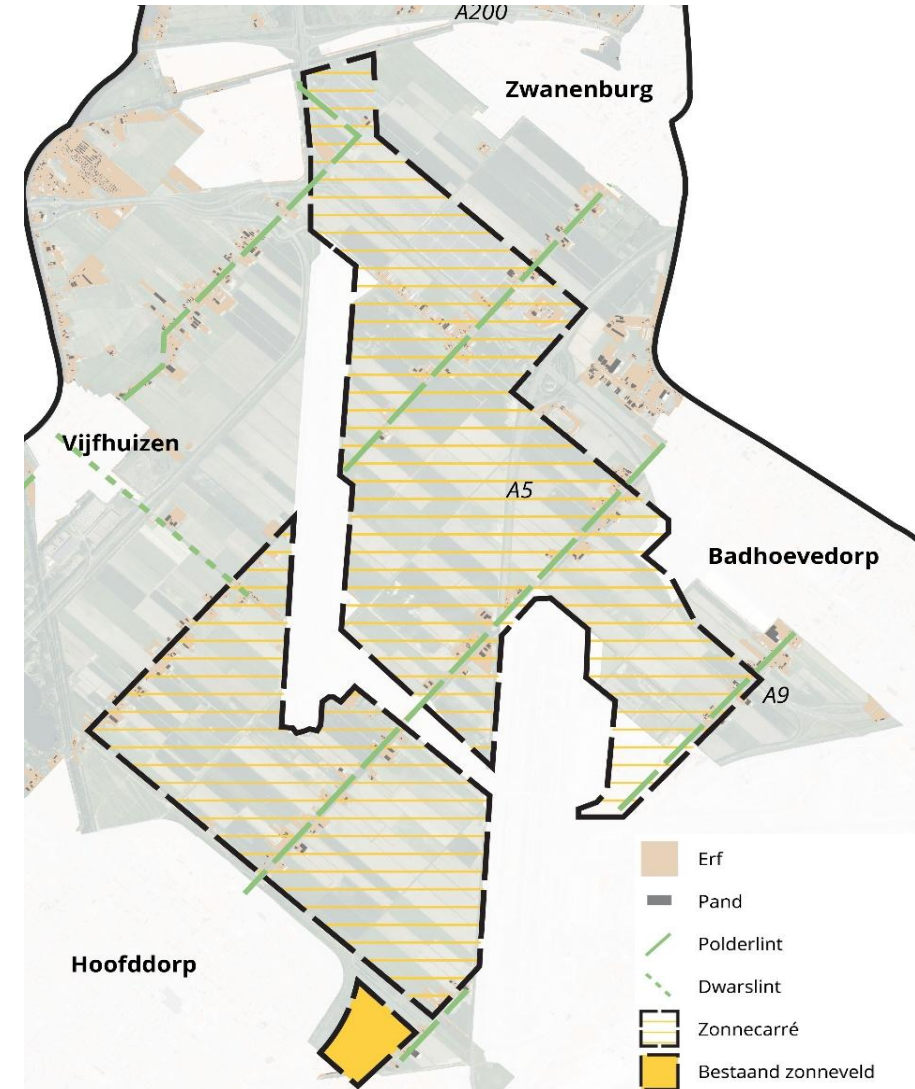 A200
Zwanenburg
Vijfhuizen
A5
Badhoevedorp
A9
Hoofddorp
Erf
Pand
Polderlint
Dwarslint
Zonnecarré
Bestaand zonneveld